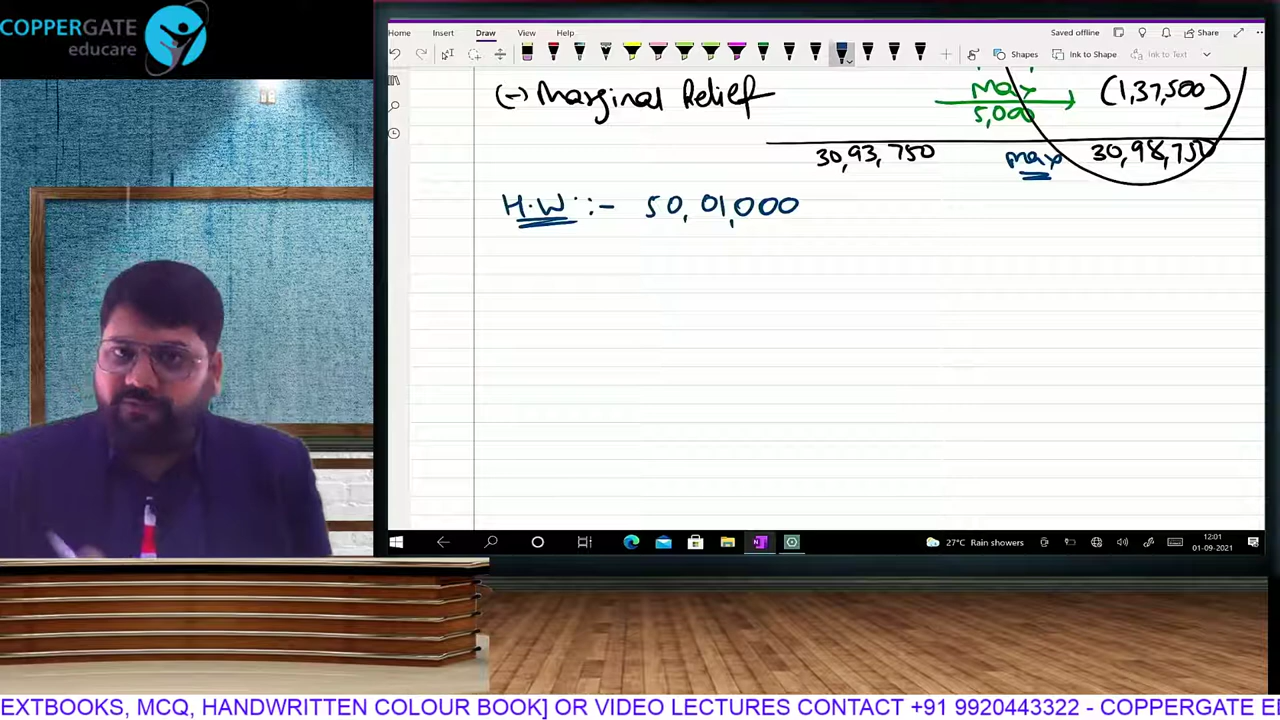 COPPERGATE
educare
Home Insert Draw View Help
Saved offline
Share
Shapes
Ink to Shape
Ink to Text
(-) Marginal Relief
Max
5,000
(1,37,500)
30,93,750
max
30,98,750
H.W :- 50,01,000
27°C Rain showers
12:01
01-09-2021
EXTBOOKS, MCQ, HANDWRITTEN COLOUR BOOK] OR VIDEO LECTURES CONTACT +91 9920443322 - COPPERGATE E